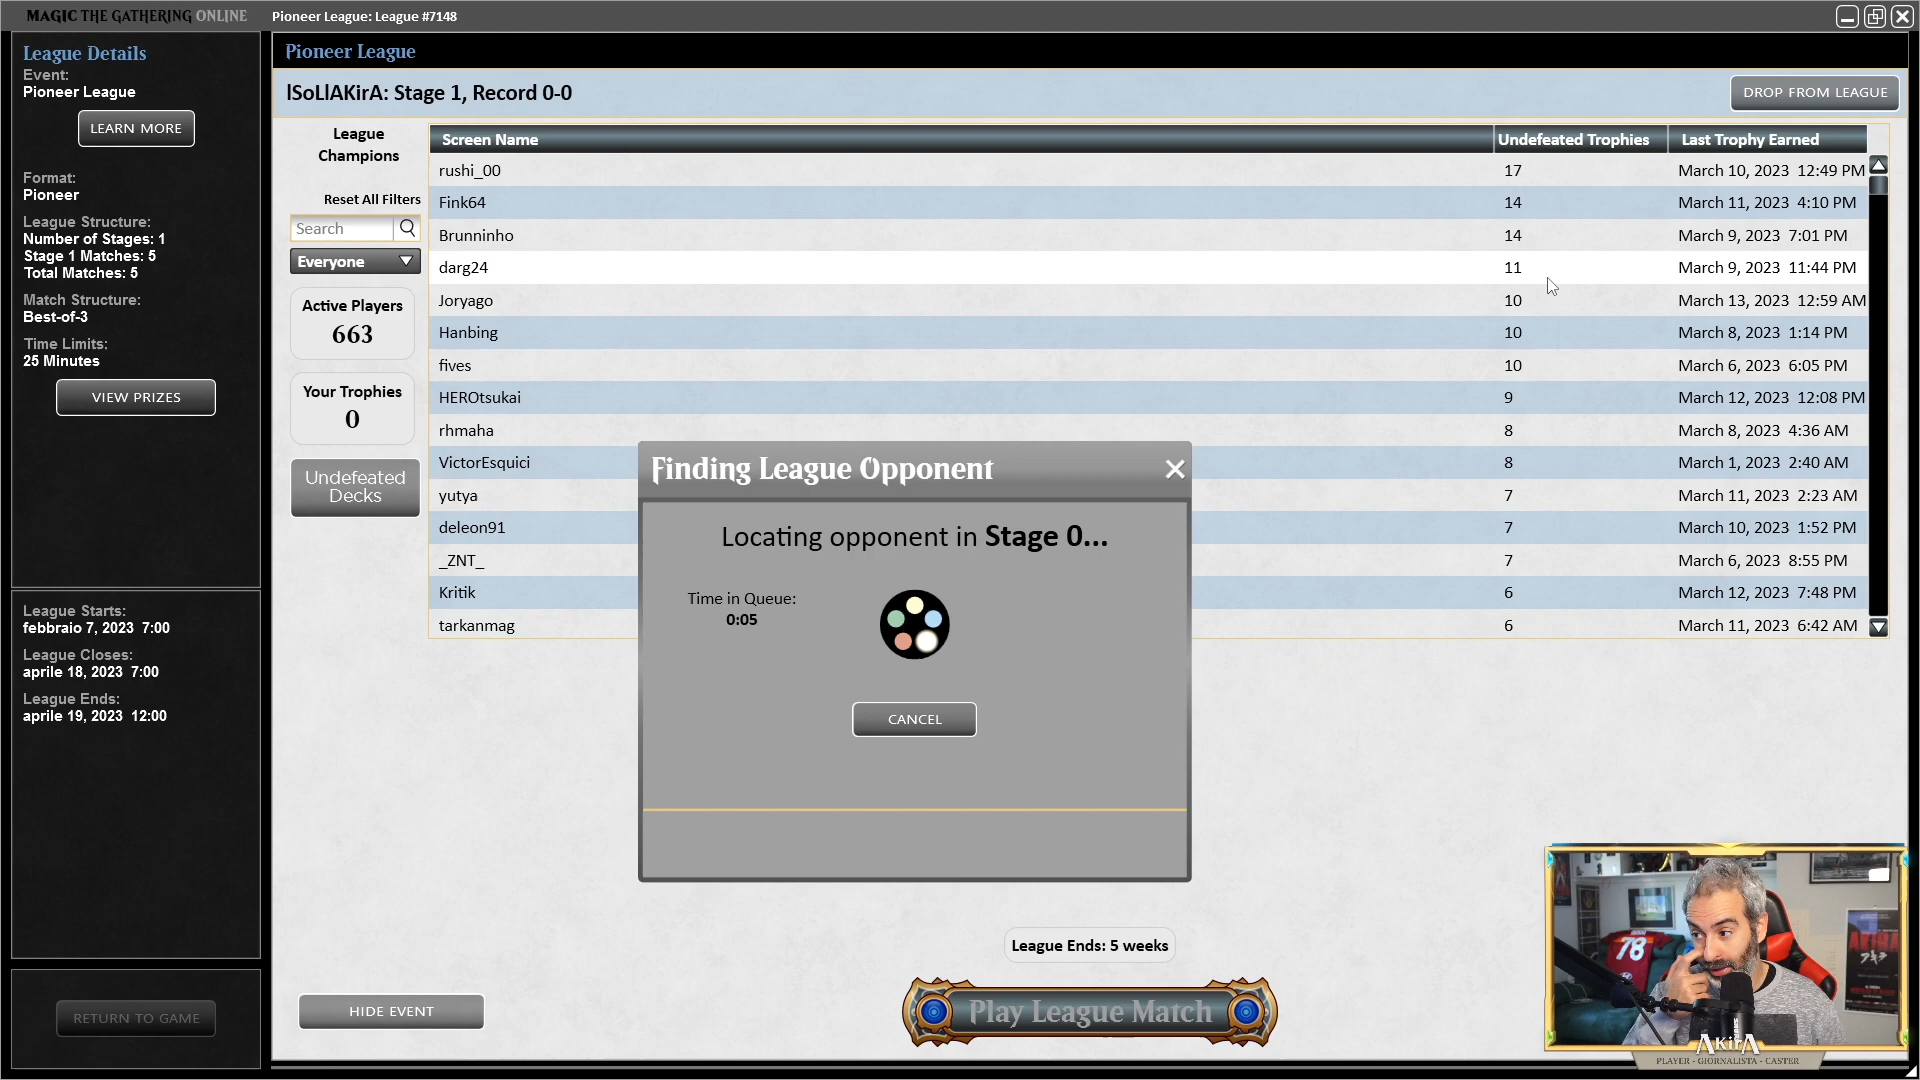 MAGIC THE GATHERING ONLINE
Pioneer League: League #7148
League Details
Event:
Pioneer League
LEARN MORE
Format:
Pioneer
League Structure:
Number of Stages: 1
Stage 1 Matches: 5
Total Matches: 5
Match Structure:
Best-of-3
Time Limits:
25 Minutes
VIEW PRIZES
League Starts:
febbraio 7, 2023 7:00
League Closes:
aprile 18, 2023 7:00
League Ends:
aprile 19, 2023 12:00
RETURN TO GAME
Pioneer League
lSoLlAKirA: Stage 1, Record 0-0
DROP FROM LEAGUE
League
Champions
Reset All Filters
Search
Everyone
Active Players
663
Your Trophies
0
Undefeated
Decks
Screen Name Undefeated Trophies Last Trophy Earned
rushi_00 17 March 10, 2023 12:49 PM
Fink64 14 March 11, 2023 4:10 PM
Brunninho 14 March 9, 2023 7:01 PM
darg24 11 March 9, 2023 11:44 PM
Joryago 10 March 13, 2023 12:59 AM
Hanbing 10 March 8, 2023 1:14 PM
fives 10 March 6, 2023 6:05 PM
HEROtsukai 9 March 12, 2023 12:08 PM
rhmaha 8 March 8, 2023 4:36 AM
VictorEsquici 8 March 1, 2023 2:40 AM
yutya 7 March 11, 2023 2:23 AM
deleon91 7 March 10, 2023 1:52 PM
_ZNT_ 7 March 6, 2023 8:55 PM
Kritik 6 March 12, 2023 7:48 PM
tarkanmag 6 March 11, 2023 6:42 AM
Finding League Opponent
Locating opponent in Stage 0...
Time in Queue:
0:05
CANCEL
League Ends: 5 weeks
HIDE EVENT
Play League Match
78
AKirA
PLAYER - GIORNALISTA - CASTER